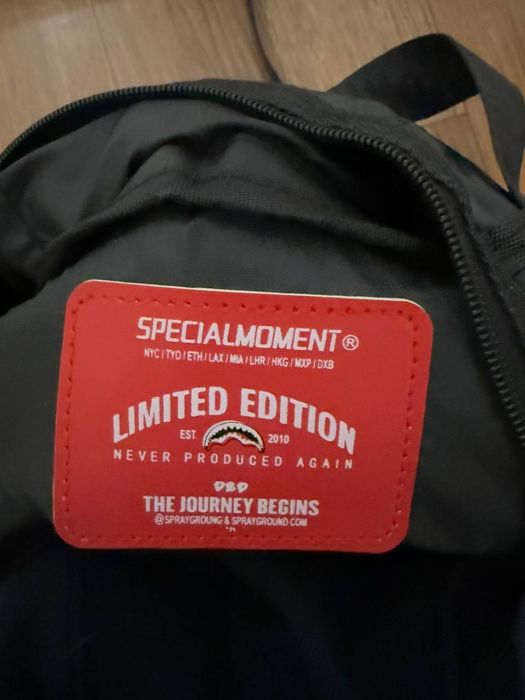 SPECIALMOMENT®
NYC / TYO / ETH / LAX / MIA / LHR / HKG / MXP / DXB
LIMITED EDITION
EST. 2010
NEVER PRODUCED AGAIN
THE JOURNEY BEGINS
@SPRAYGROUNG & SPRAYGROUND.COM